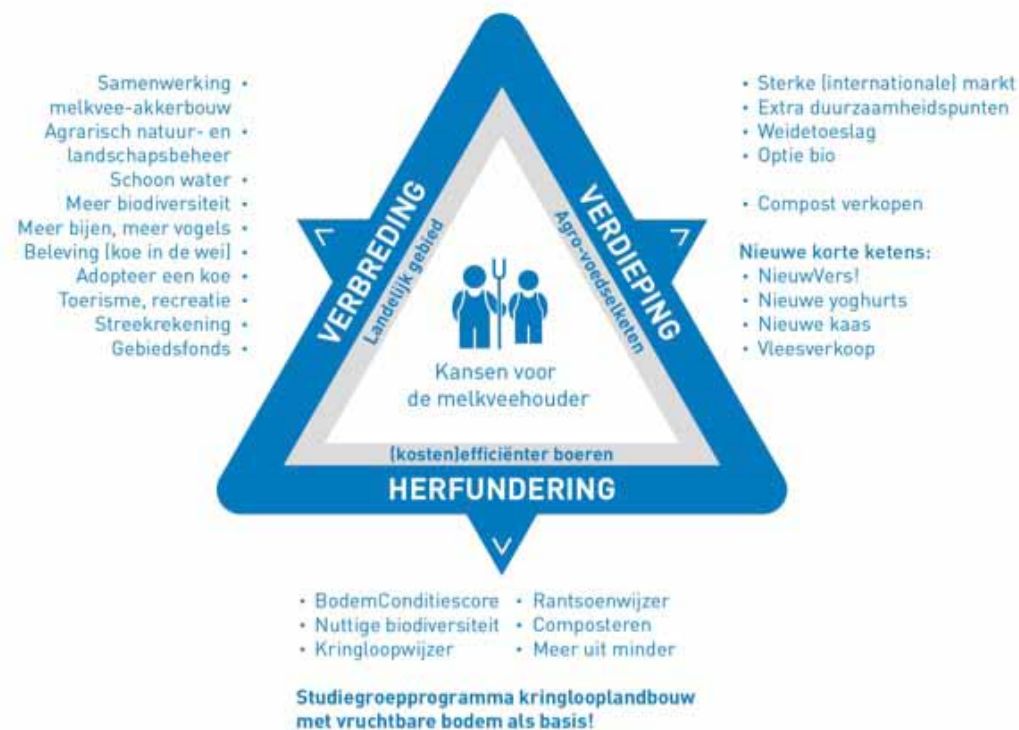 Samenwerking •
melkvee-akkerbouw
Agrarisch natuur- en •
landschapsbeheer
Schoon water •
Meer biodiversiteit •
Meer bijen, meer vogels •
Beleving (koe in de wei) •
Adopteer een koe •
Toerisme, recreatie •
Streekrekening •
Gebiedsfonds •
VERBREDING
Landelijk gebied
VERDIEPING
Agro-voedselketen
Kansen voor
de melkveehouder
(kosten)efficiënter boeren
HERFUNDERING
• Sterke (internationale) markt
• Extra duurzaamheidspunten
• Weidetoeslag
• Optie bio
• Compost verkopen
Nieuwe korte ketens:
• NieuwVers!
• Nieuwe yoghurts
• Nieuwe kaas
• Vleesverkoop
• BodemConditiescore
• Nuttige biodiversiteit
• Kringloopwijzer
• Rantsoenwijzer
• Composteren
• Meer uit minder
Studiegroepprogramma kringlooplandbouw
met vruchtbare bodem als basis!